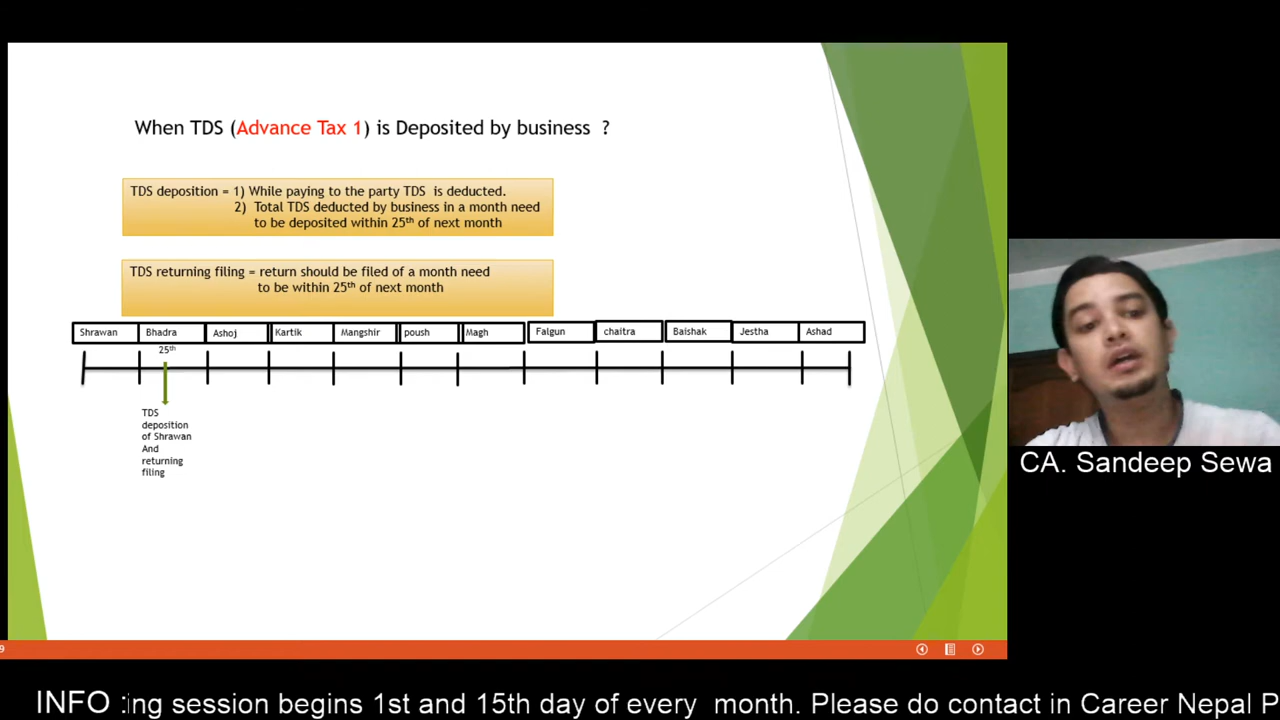 When TDS (Advance Tax 1) is Deposited by business ?
TDS deposition = 1) While paying to the party TDS is deducted.
2) Total TDS deducted by business in a month need
to be deposited within 25th of next month
TDS returning filing = return should be filed of a month need
to be within 25th of next month
Shrawan Bhadra Ashoj Kartik Mangshir poush Magh Falgun chaitra Baishak Jestha Ashad
25th
TDS
deposition
of Shrawan
And
returning
filing
CA. Sandeep Sewa
9
INFO :ing session begins 1st and 15th day of every month. Please do contact in Career Nepal P